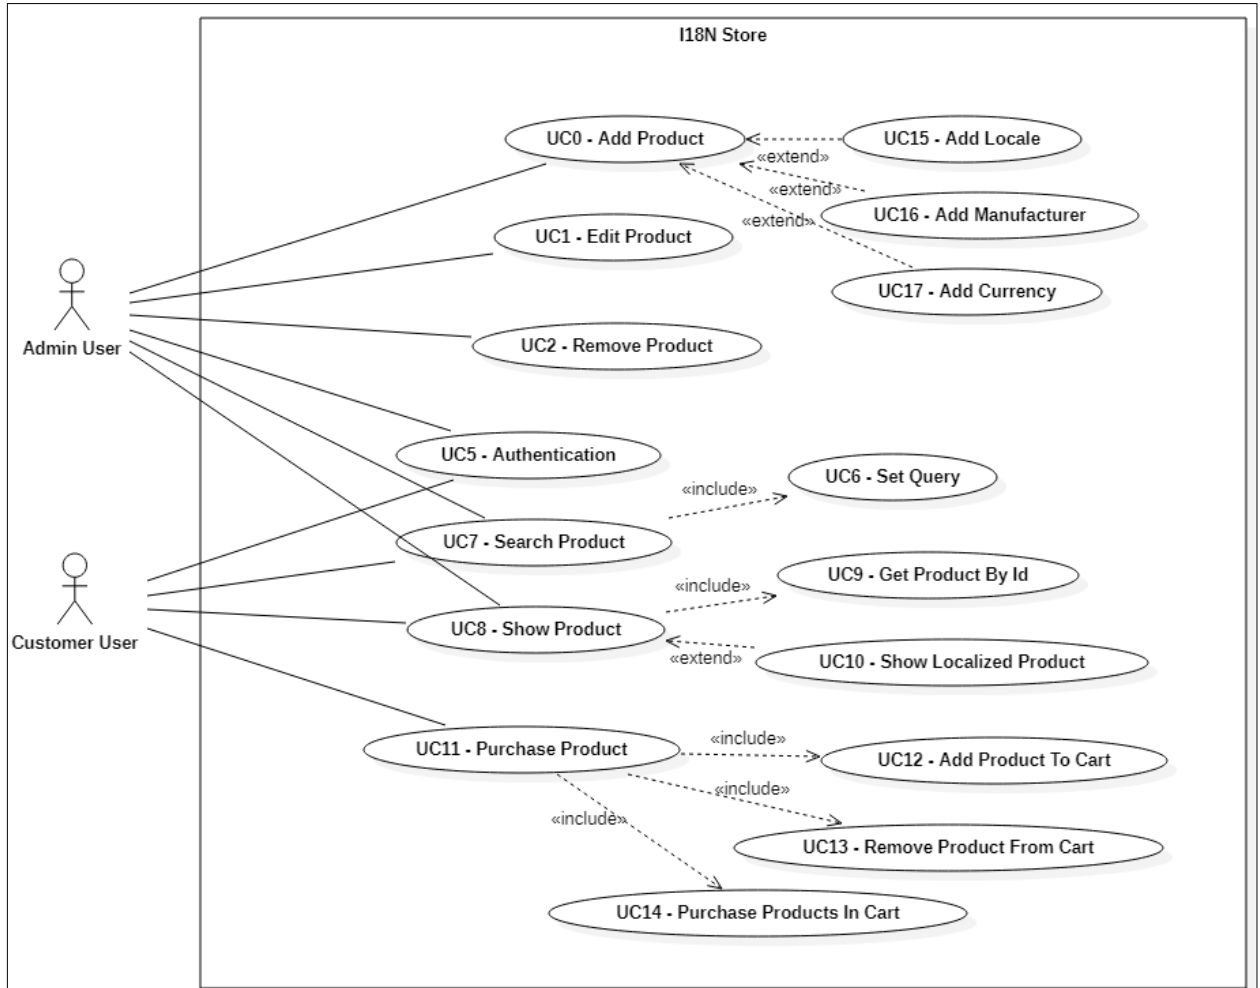 I18N Store
UC0 - Add Product
UC15 - Add Locale
«extend»
«extend»
UC16 - Add Manufacturer
«extend»
UC1 - Edit Product
UC17 - Add Currency
Admin User
UC2 - Remove Product
UC5 - Authentication
UC6 - Set Query
«include»
UC7 - Search Product
UC9 - Get Product By Id
«include»
UC8 - Show Product
Customer User
«extend»
UC10 - Show Localized Product
«include»
UC11 - Purchase Product
UC12 - Add Product To Cart
«include»
«include»
UC13 - Remove Product From Cart
UC14 - Purchase Products In Cart